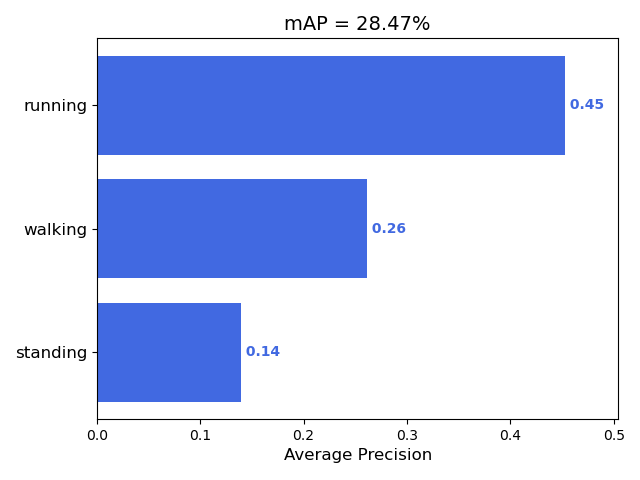 mAP = 28.47%
running
0.45
walking
0.26
standing
0.14
0.0 0.1 0.2 0.3 0.4 0.5
Average Precision